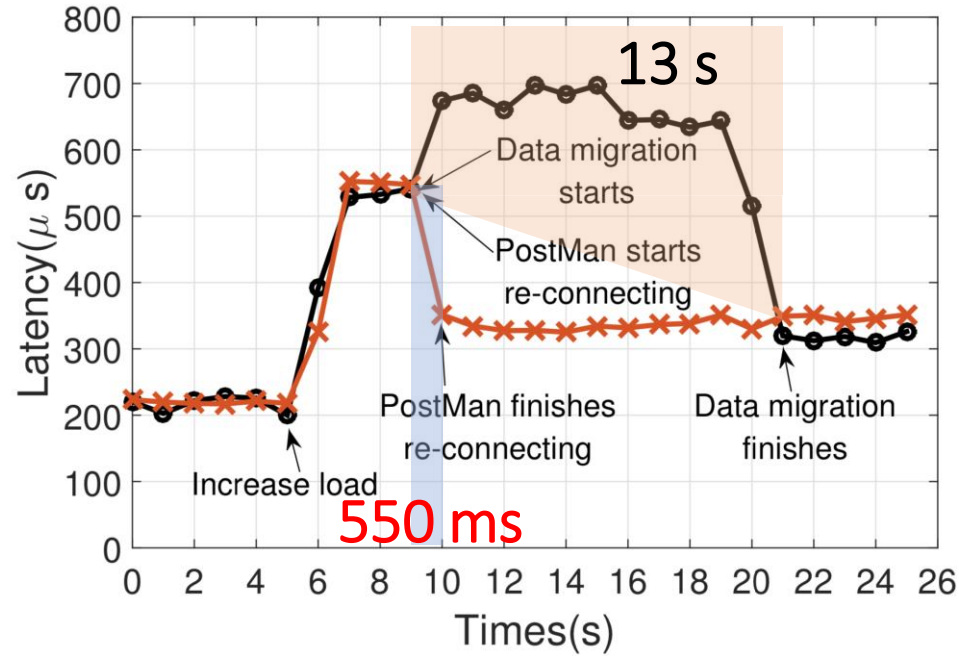 800
700
600
500
400
300
200
100
0
Latency(μ s)
13 s
Data migration
starts
PostMan starts
re-connecting
PostMan finishes
re-connecting
Data migration
finishes
Increase load
550 ms
0 2 4 6 8 10 12 14 16 18 20 22 24 26
Times(s)